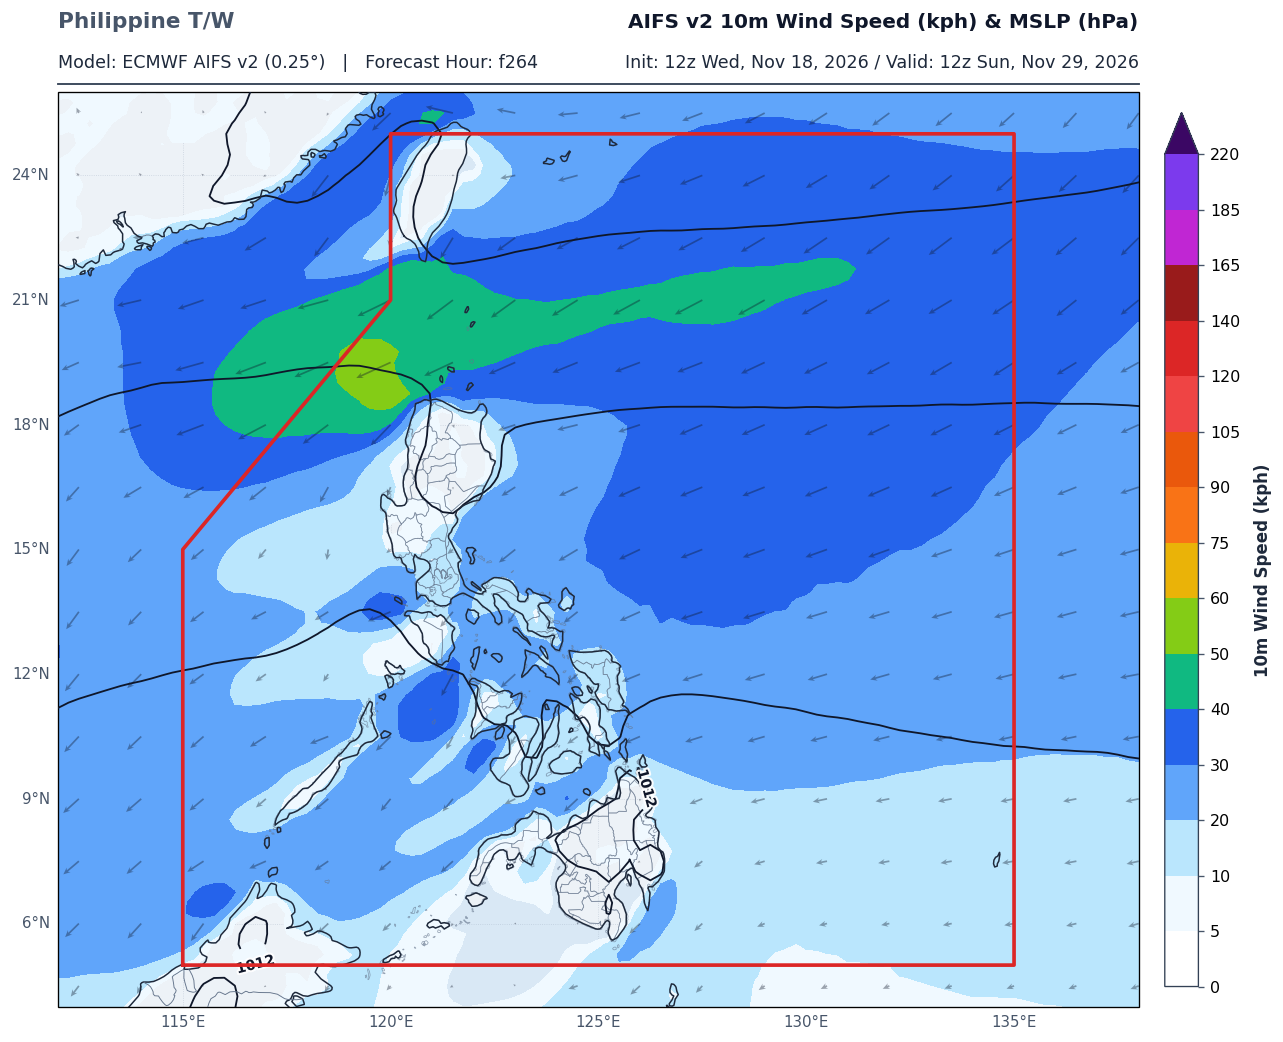 Philippine T/W
AIFS v2 10m Wind Speed (kph) & MSLP (hPa)
Model: ECMWF AIFS v2 (0.25°)   |   Forecast Hour: f264
Init: 12z Wed, Nov 18, 2026 / Valid: 12z Sun, Nov 29, 2026
24°N
21°N
18°N
15°N
12°N
9°N
6°N
115°E
120°E
125°E
130°E
135°E
1012
1012
220
185
165
140
120
105
90
75
60
50
40
30
20
10
5
0
10m Wind Speed (kph)